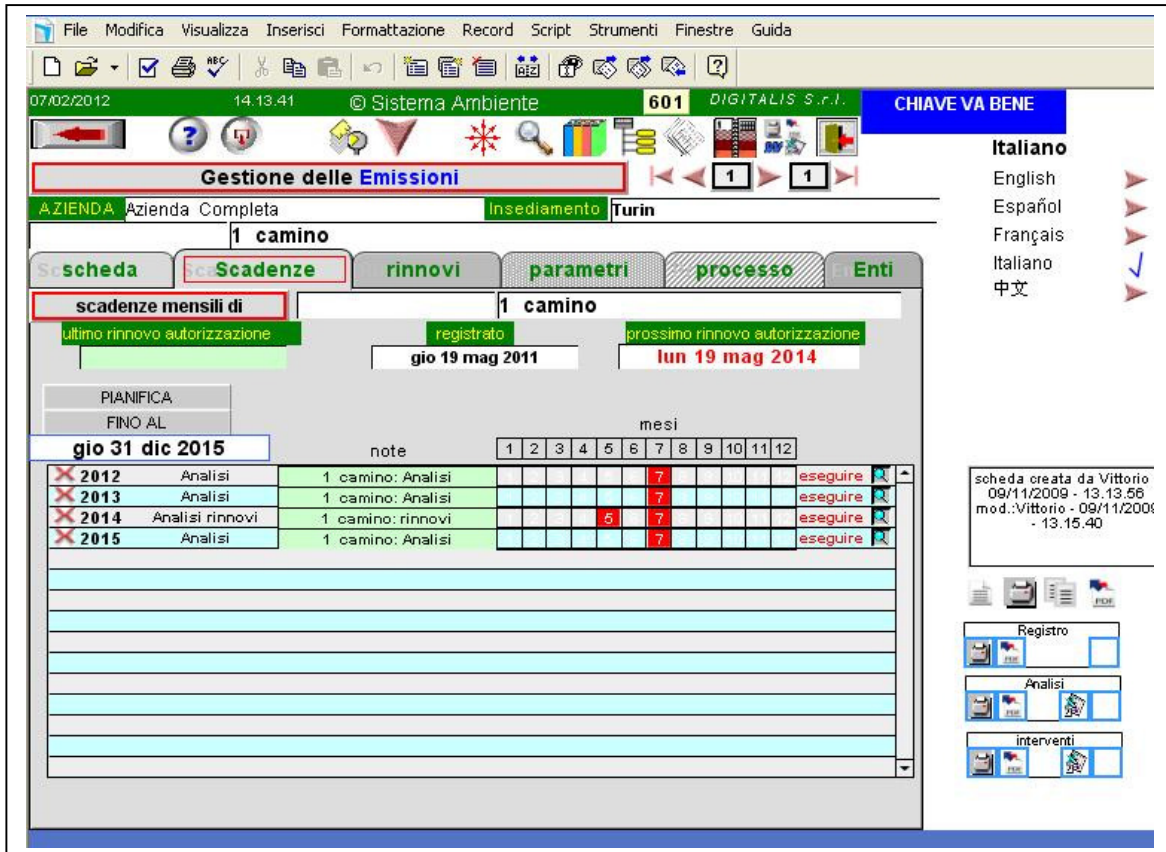 File Modifica Visualizza Inserisci Formattazione Record Script Strumenti Finestre Guida
07/02/2012 14.13.41 © Sistema Ambiente 601 DIGITALIS S.r.l. CHIAVE VA BENE
Gestione delle Emissioni 1 1
AZIENDA Azienda Completa Insediamento Turin
1 camino
scheda Scadenze rinnovi parametri processo Enti
scadenze mensili di 1 camino
ultimo rinnovo autorizzazione registrato prossimo rinnovo autorizzazione
gio 19 mag 2011 lun 19 mag 2014
PIANIFICA
FINO AL mesi
gio 31 dic 2015 note 1 2 3 4 5 6 7 8 9 10 11 12
2012 Analisi 1 camino: Analisi 7 eseguire
2013 Analisi 1 camino: Analisi 7 eseguire
2014 Analisi rinnovi 1 camino: rinnovi 5 7 eseguire
2015 Analisi 1 camino: Analisi 7 eseguire
Italiano
English
Español
Français
Italiano
中文
scheda creata da Vittorio
09/11/2009 - 13.13.56
mod.:Vittorio - 09/11/2009
- 13.15.40
PDF
Registro
PDF
Analisi
PDF
interventi
PDF